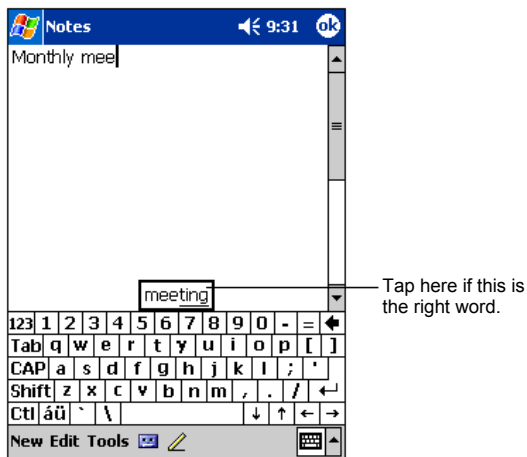 Notes 9:31 ok
Monthly mee
meeting
Tap here if this is
the right word.
123 1 2 3 4 5 6 7 8 9 0 - = 🡄
Tab q w e r t y u i o p [ ]
CAP a s d f g h j k l ; '
Shift z x c v b n m , . / ↵
Ctl áü ` \ ↓ ↑ ← →
New Edit Tools